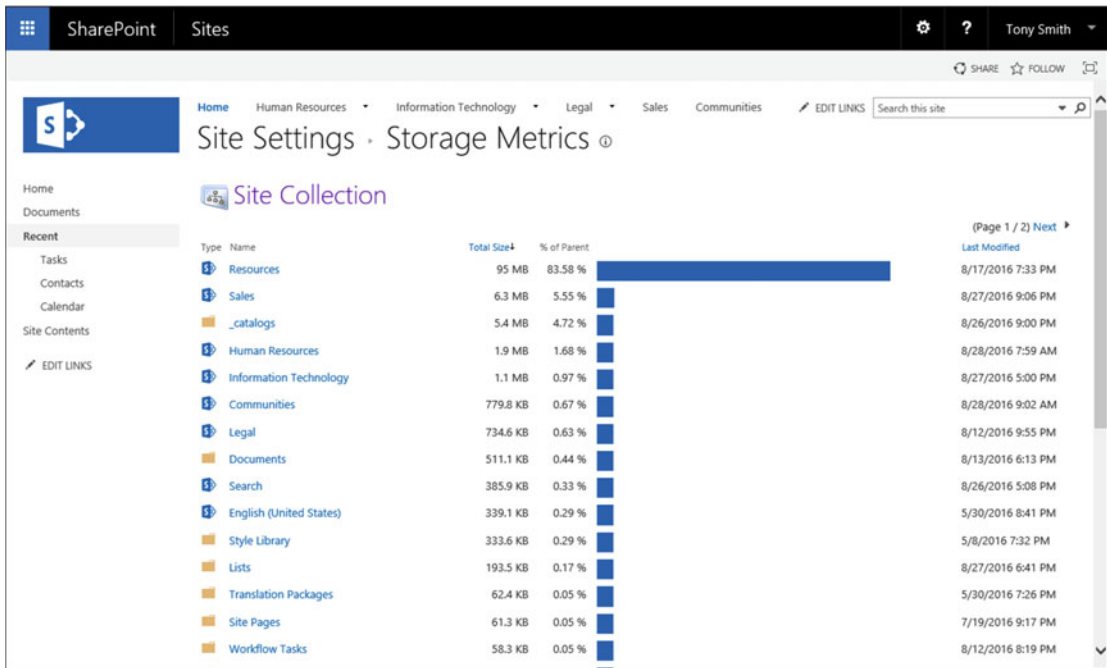 SharePoint Sites ? Tony Smith
SHARE FOLLOW
S
Home Human Resources Information Technology Legal Sales Communities EDIT LINKS Search this site
Site Settings Storage Metrics
Home
Documents
Recent
Tasks
Contacts
Calendar
Site Contents
EDIT LINKS
Site Collection
(Page 1 / 2) Next
Type Name Total Size % of Parent Last Modified
Resources 95 MB 83.58 % 8/17/2016 7:33 PM
Sales 6.3 MB 5.55 % 8/27/2016 9:06 PM
_catalogs 5.4 MB 4.72 % 8/26/2016 9:00 PM
Human Resources 1.9 MB 1.68 % 8/28/2016 7:59 AM
Information Technology 1.1 MB 0.97 % 8/27/2016 5:00 PM
Communities 779.8 KB 0.67 % 8/28/2016 9:02 AM
Legal 734.6 KB 0.63 % 8/12/2016 9:55 PM
Documents 511.1 KB 0.44 % 8/13/2016 6:13 PM
Search 385.9 KB 0.33 % 8/26/2016 5:08 PM
English (United States) 339.1 KB 0.29 % 5/30/2016 8:41 PM
Style Library 333.6 KB 0.29 % 5/8/2016 7:32 PM
Lists 193.5 KB 0.17 % 8/27/2016 6:41 PM
Translation Packages 62.4 KB 0.05 % 5/30/2016 7:26 PM
Site Pages 61.3 KB 0.05 % 7/19/2016 9:17 PM
Workflow Tasks 58.3 KB 0.05 % 8/12/2016 8:19 PM